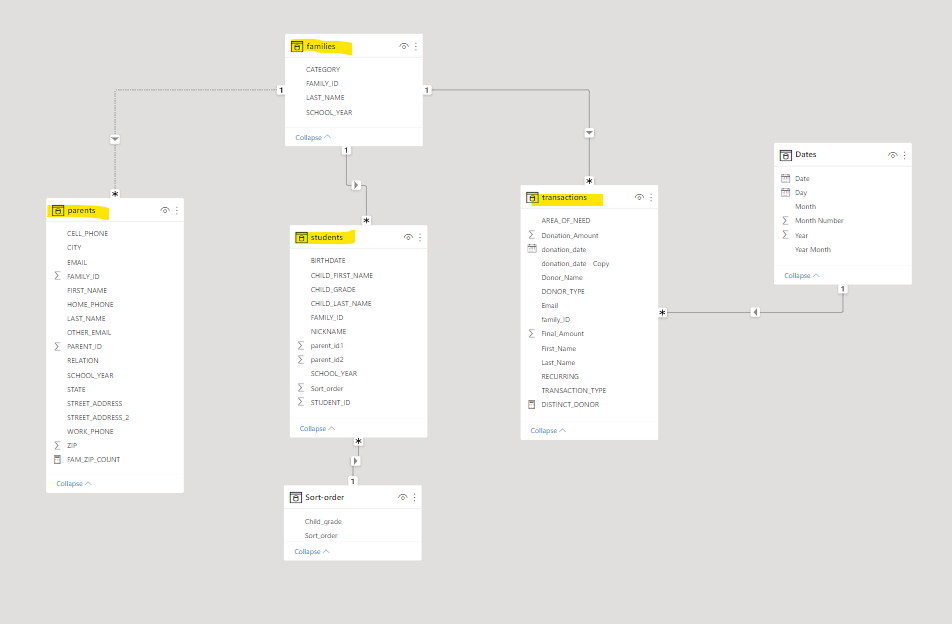 families
CATEGORY
FAMILY_ID
LAST_NAME
SCHOOL_YEAR
Collapse
1
1
1
*
*
*
parents
CELL_PHONE
CITY
EMAIL
FAMILY_ID
FIRST_NAME
HOME_PHONE
LAST_NAME
OTHER_EMAIL
PARENT_ID
RELATION
SCHOOL_YEAR
STATE
STREET_ADDRESS
STREET_ADDRESS_2
WORK_PHONE
ZIP
FAM_ZIP_COUNT
Collapse
students
BIRTHDATE
CHILD_FIRST_NAME
CHILD_GRADE
CHILD_LAST_NAME
FAMILY_ID
NICKNAME
parent_id1
parent_id2
SCHOOL_YEAR
Sort_order
STUDENT_ID
Collapse
*
1
Sort-order
Child_grade
Sort_order
Collapse
transactions
AREA_OF_NEED
Donation_Amount
donation_date
donation_date - Copy
Donor_Name
DONOR_TYPE
Email
family_ID
Final_Amount
First_Name
Last_Name
RECURRING
TRANSACTION_TYPE
DISTINCT_DONOR
Collapse
*
1
Dates
Date
Day
Month
Month Number
Year
Year Month
Collapse